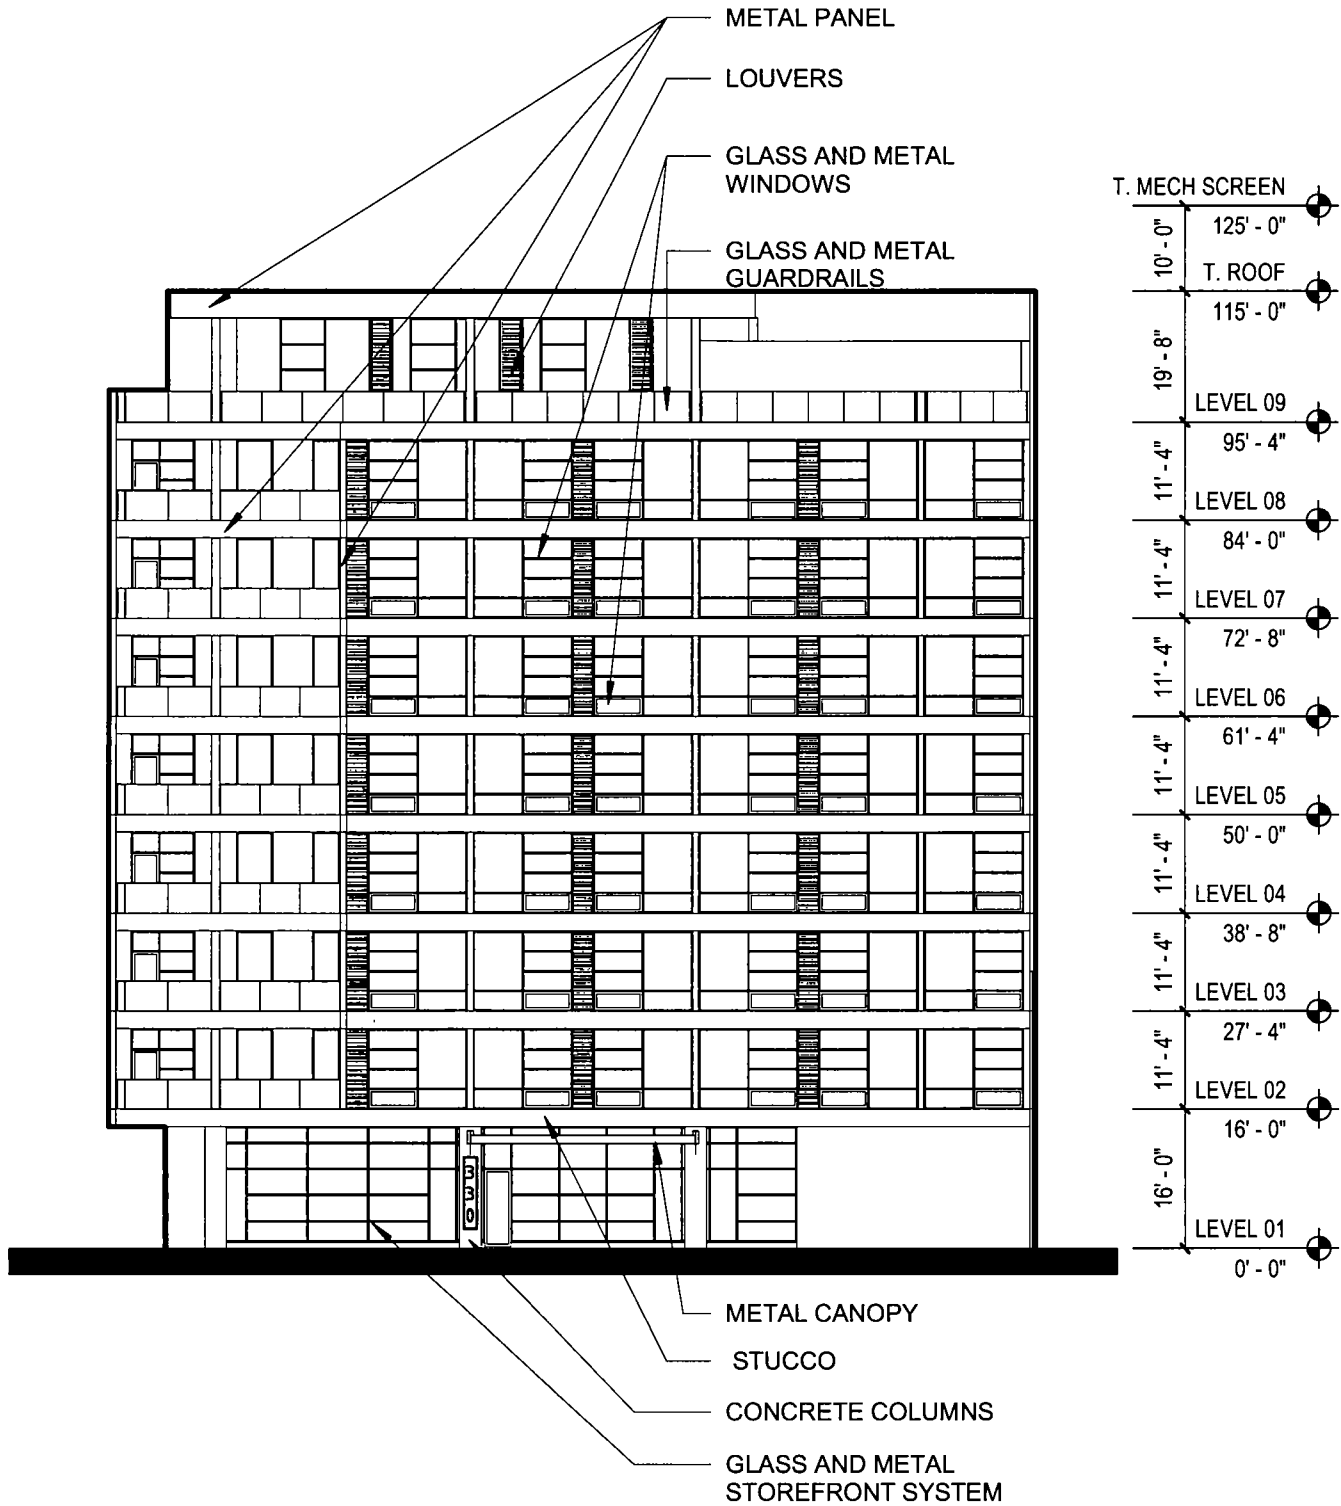 METAL PANEL
LOUVERS
GLASS AND METAL
WINDOWS
GLASS AND METAL
GUARDRAILS
T. MECH SCREEN
125' - 0"
10' - 0"
T. ROOF
115' - 0"
19' - 8"
LEVEL 09
95' - 4"
11' - 4"
LEVEL 08
84' - 0"
11' - 4"
LEVEL 07
72' - 8"
11' - 4"
LEVEL 06
61' - 4"
11' - 4"
LEVEL 05
50' - 0"
11' - 4"
LEVEL 04
38' - 8"
11' - 4"
LEVEL 03
27' - 4"
11' - 4"
LEVEL 02
16' - 0"
16' - 0"
LEVEL 01
0' - 0"
330
METAL CANOPY
STUCCO
CONCRETE COLUMNS
GLASS AND METAL
STOREFRONT SYSTEM